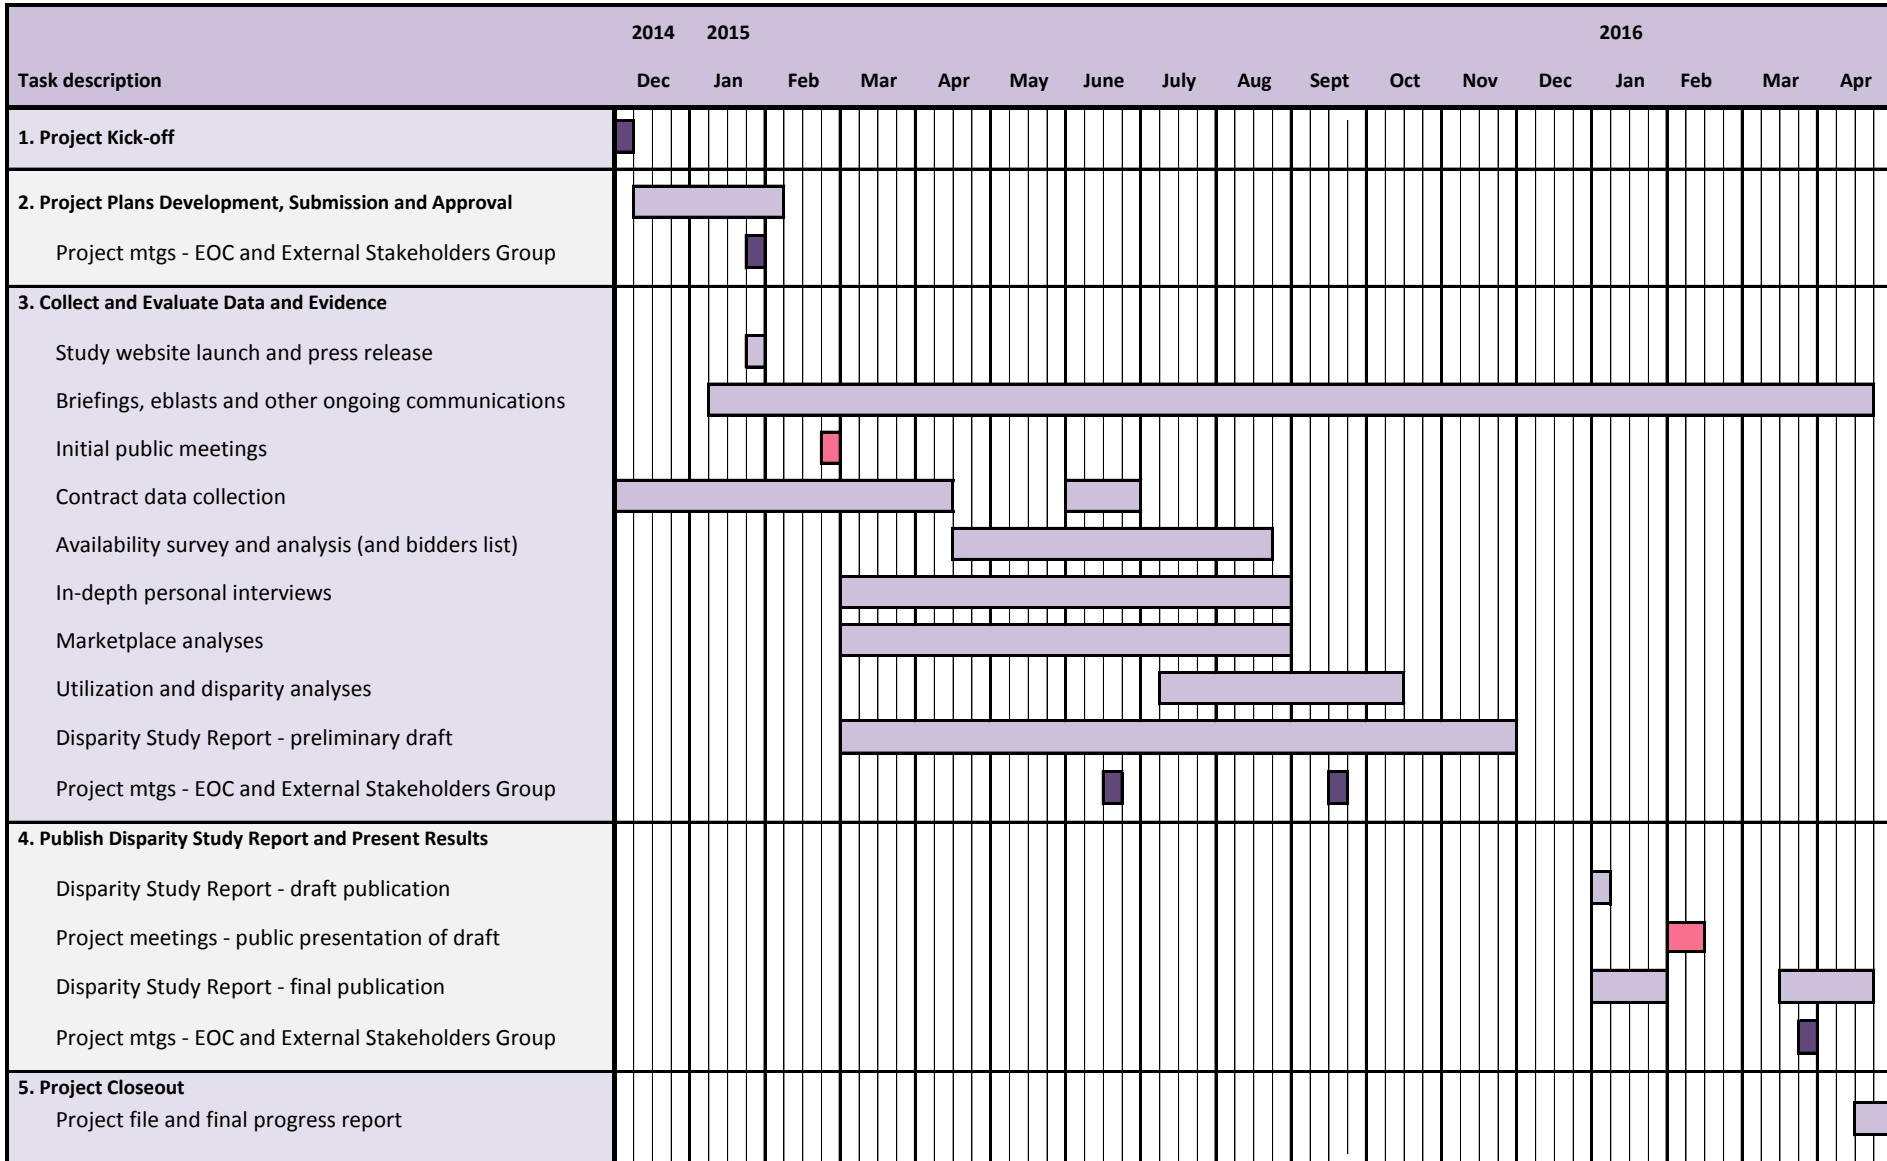 2014 2015 2016
Task description Dec Jan Feb Mar Apr May June July Aug Sept Oct Nov Dec Jan Feb Mar Apr
1. Project Kick-off
2. Project Plans Development, Submission and Approval
Project mtgs - EOC and External Stakeholders Group
3. Collect and Evaluate Data and Evidence
Study website launch and press release
Briefings, eblasts and other ongoing communications
Initial public meetings
Contract data collection
Availability survey and analysis (and bidders list)
In-depth personal interviews
Marketplace analyses
Utilization and disparity analyses
Disparity Study Report - preliminary draft
Project mtgs - EOC and External Stakeholders Group
4. Publish Disparity Study Report and Present Results
Disparity Study Report - draft publication
Project meetings - public presentation of draft
Disparity Study Report - final publication
Project mtgs - EOC and External Stakeholders Group
5. Project Closeout
Project file and final progress report